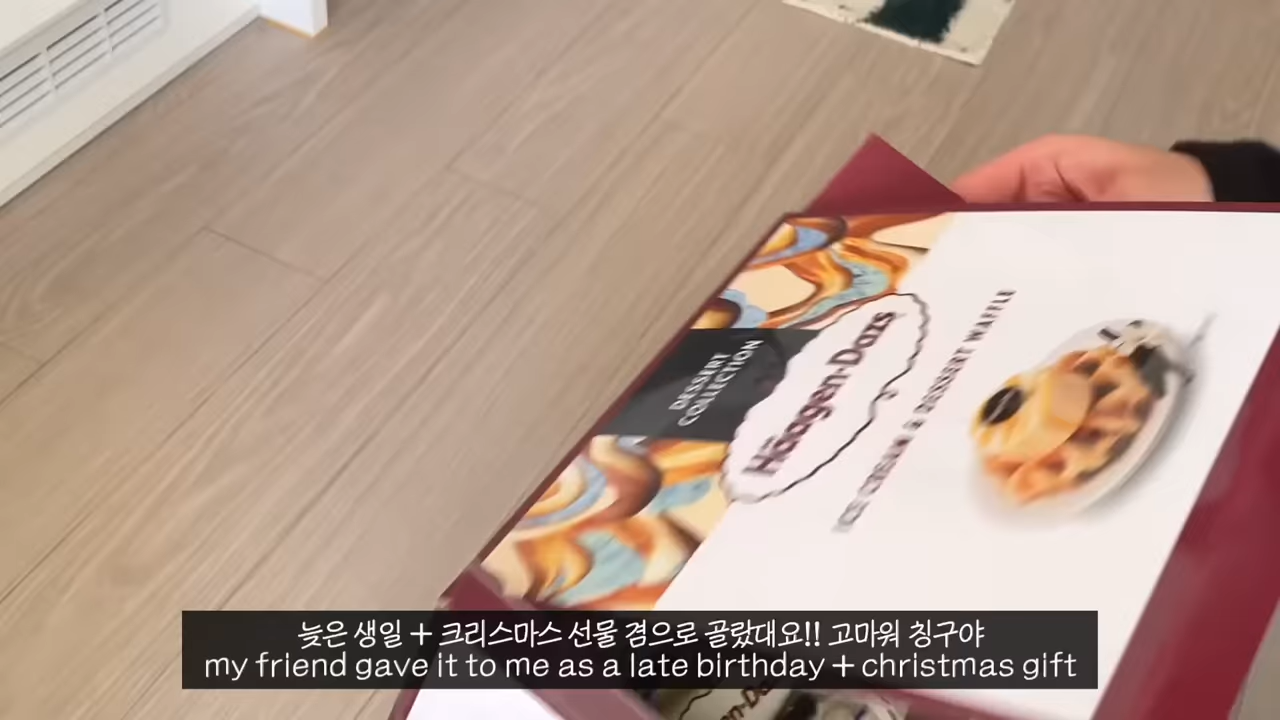 DESSERT
COLLECTION
Häagen-Dazs
ICE CREAM & DESSERT WAFFLE
늦은 생일 + 크리스마스 선물 겸으로 골랐대요!! 고마워 칭구야
my friend gave it to me as a late birthday + christmas gift